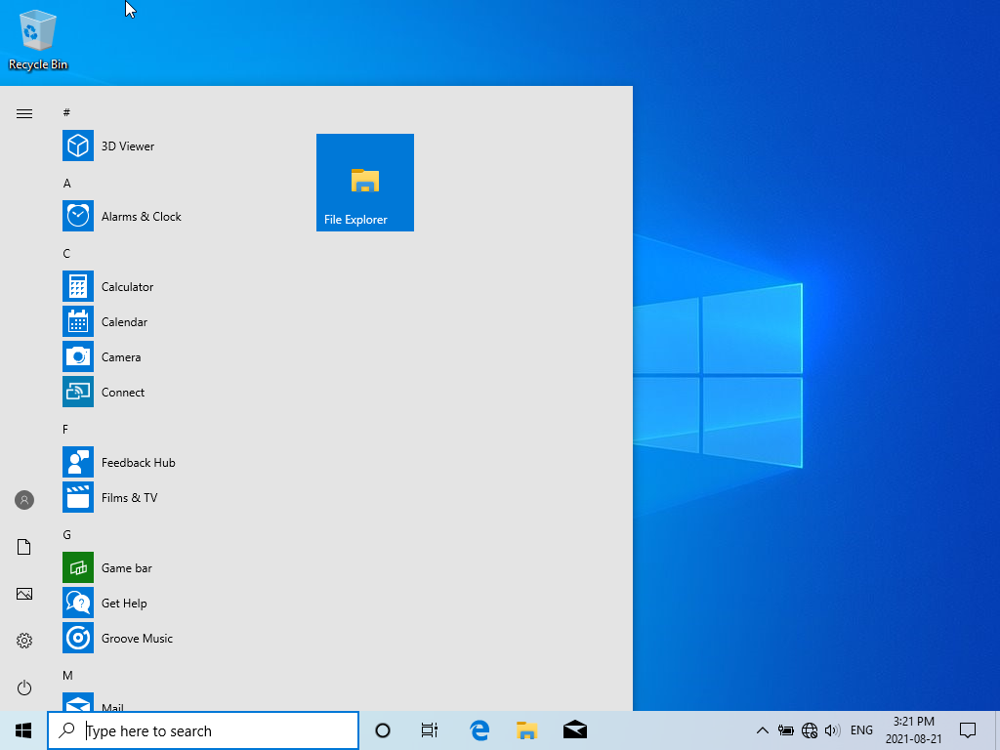 Recycle Bin
#
3D Viewer
A
Alarms & Clock
C
Calculator
Calendar
Camera
Connect
F
Feedback Hub
Films & TV
G
Game bar
Get Help
Groove Music
M
Mail
File Explorer
Type here to search
ENG
3:21 PM
2021-08-21